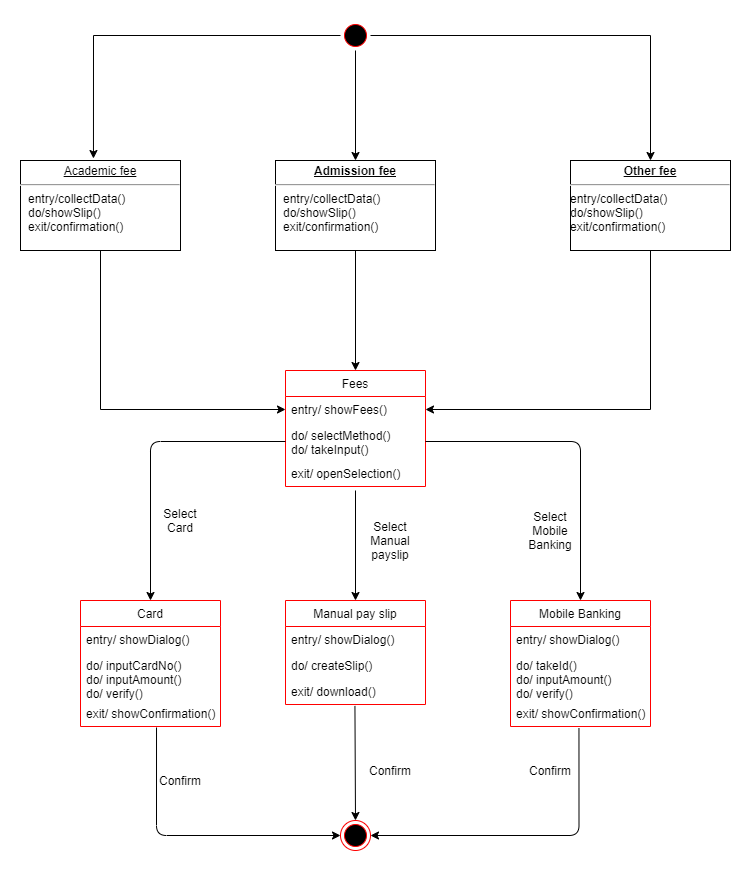 Academic fee
entry/collectData()
do/showSlip()
exit/confirmation()
Admission fee
entry/collectData()
do/showSlip()
exit/confirmation()
Other fee
entry/collectData()
do/showSlip()
exit/confirmation()
Fees
entry/ showFees()
do/ selectMethod()
do/ takeInput()
exit/ openSelection()
Select
Card
Select
Manual
payslip
Select
Mobile
Banking
Card
entry/ showDialog()
do/ inputCardNo()
do/ inputAmount()
do/ verify()
exit/ showConfirmation()
Manual pay slip
entry/ showDialog()
do/ createSlip()
exit/ download()
Mobile Banking
entry/ showDialog()
do/ takeId()
do/ inputAmount()
do/ verify()
exit/ showConfirmation()
Confirm
Confirm
Confirm